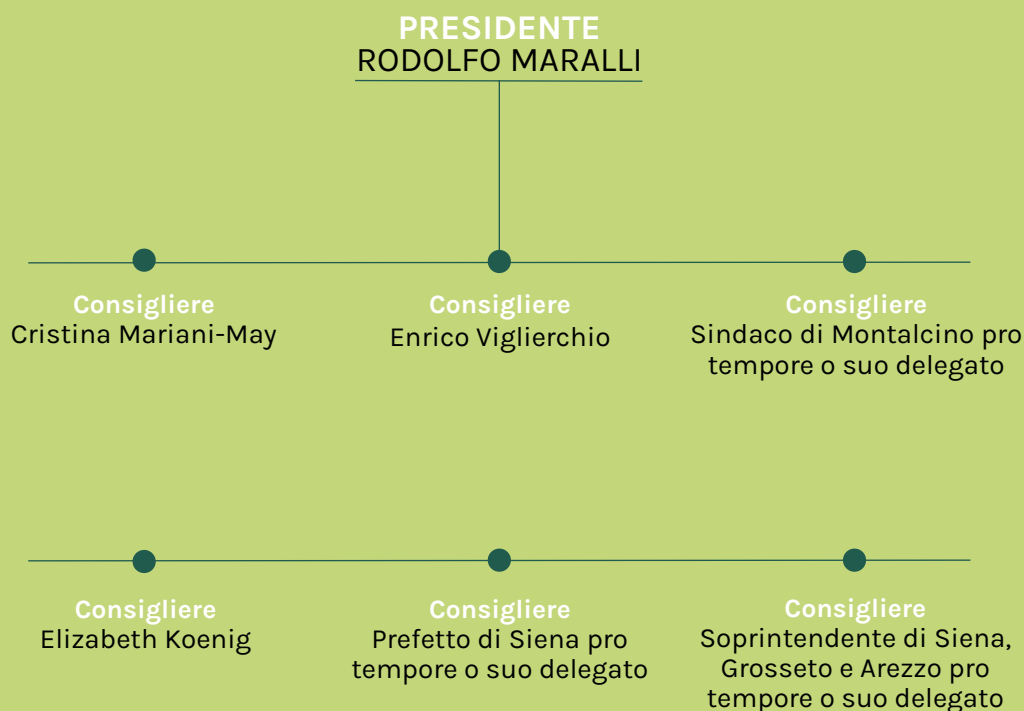 PRESIDENTE
RODOLFO MARALLI
Consigliere
Cristina Mariani-May
Consigliere
Enrico Viglierchio
Consigliere
Sindaco di Montalcino pro
tempore o suo delegato
Consigliere
Elizabeth Koenig
Consigliere
Prefetto di Siena pro
tempore o suo delegato
Consigliere
Soprintendente di Siena,
Grosseto e Arezzo pro
tempore o suo delegato